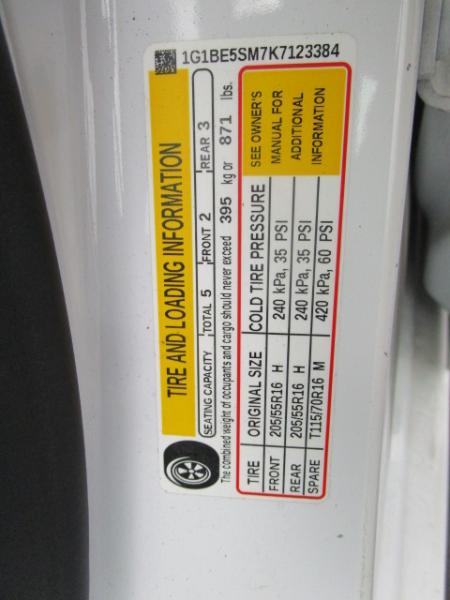 1G1BE5SM7K7123384
TIRE AND LOADING INFORMATION
SEATING CAPACITY TOTAL 5 FRONT 2 REAR 3
The combined weight of occupants and cargo should never exceed 395 kg or 871 lbs.
TIRE ORIGINAL SIZE COLD TIRE PRESSURE
FRONT 205/55R16 H 240 kPa, 35 PSI
REAR 205/55R16 H 240 kPa, 35 PSI
SPARE T115/70R16 M 420 kPa, 60 PSI
SEE OWNER'S
MANUAL FOR
ADDITIONAL
INFORMATION